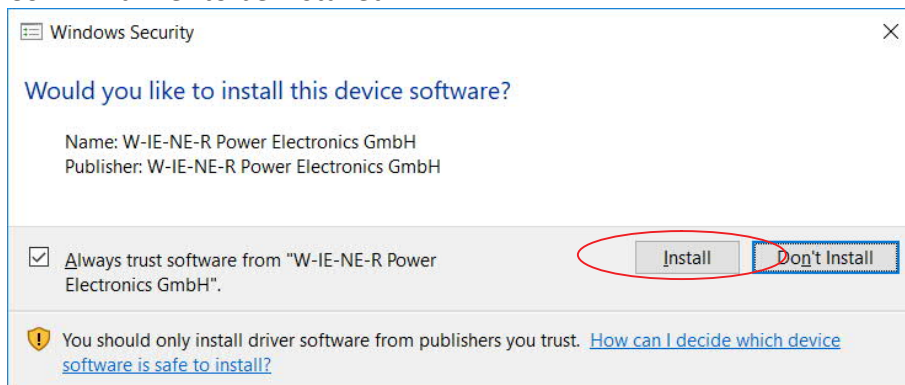 Windows Security
Would you like to install this device software?
Name: W-IE-NE-R Power Electronics GmbH
Publisher: W-IE-NE-R Power Electronics GmbH
Always trust software from "W-IE-NE-R Power
Electronics GmbH".
Install
Don't Install
You should only install driver software from publishers you trust. How can I decide which device
software is safe to install?